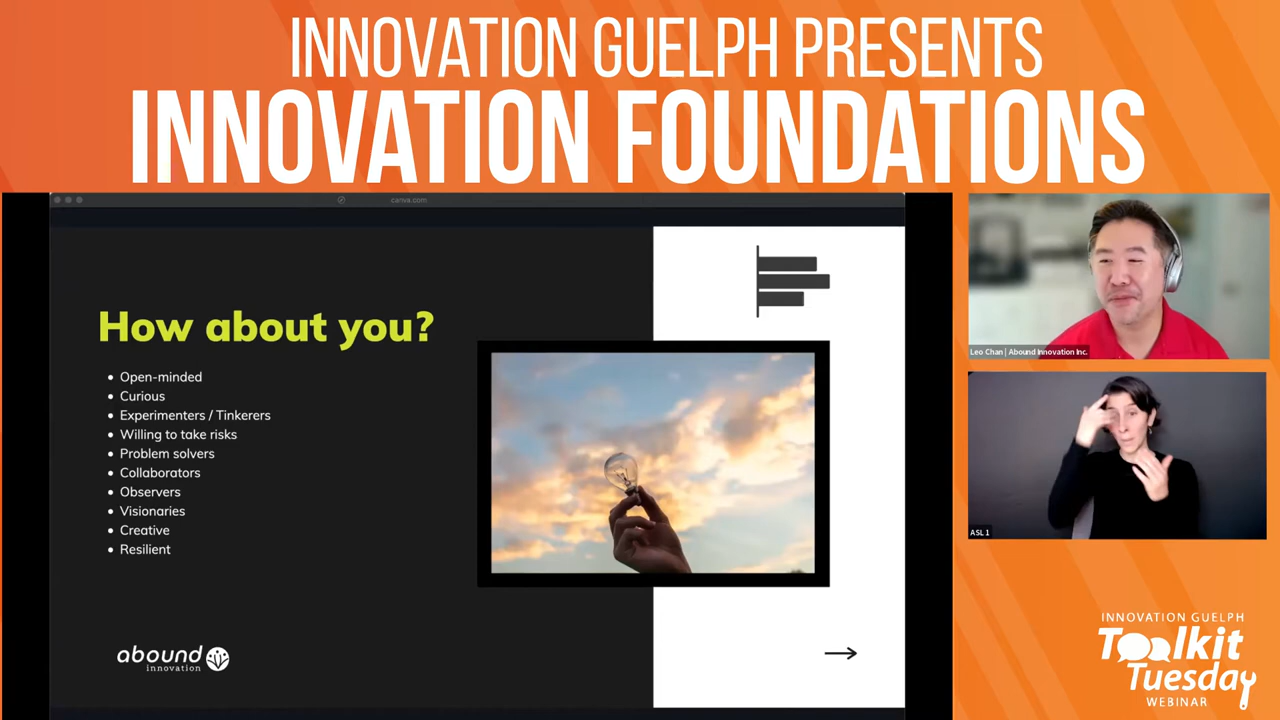 INNOVATION GUELPH PRESENTS
INNOVATION FOUNDATIONS
canva.com
How about you?
• Open-minded
• Curious
• Experimenters / Tinkerers
• Willing to take risks
• Problem solvers
• Collaborators
• Observers
• Visionaries
• Creative
• Resilient
abound
innovation
Leo Chan | Abound Innovation Inc.
ASL 1
INNOVATION GUELPH
Toolkit
Tuesday
WEBINAR